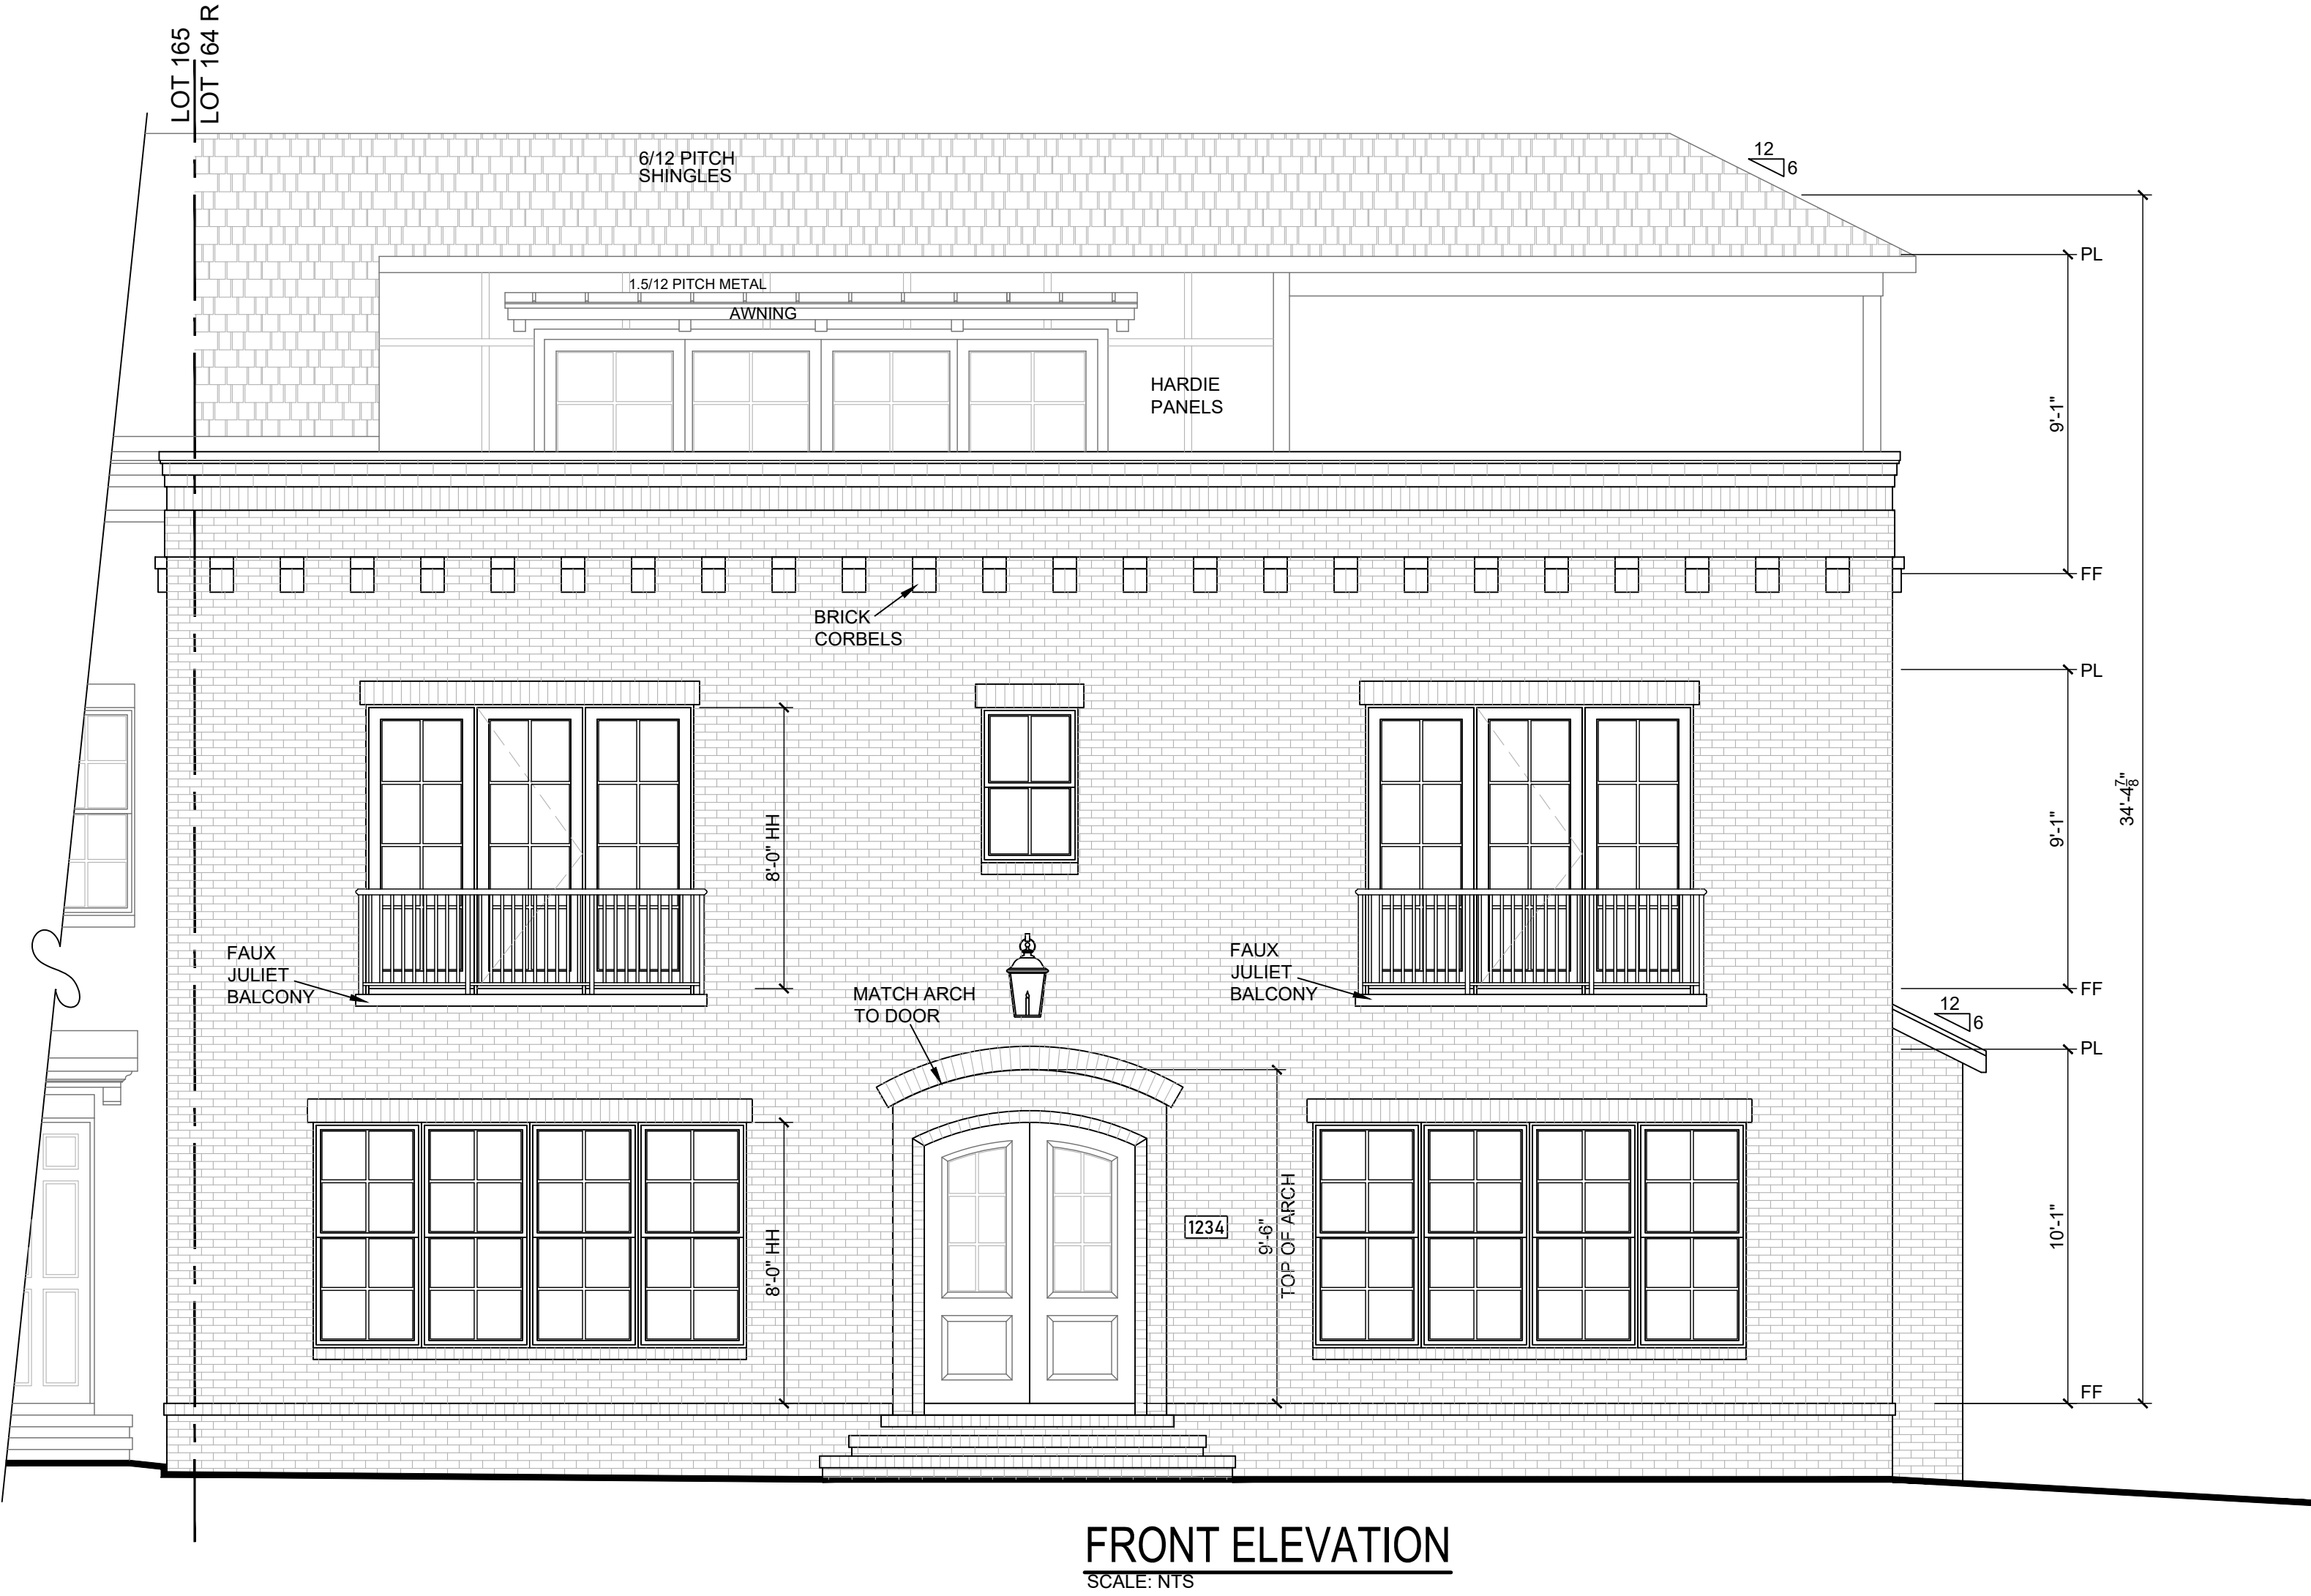 LOT 165
LOT 164 R
6/12 PITCH
SHINGLES
12
6
1.5/12 PITCH METAL
AWNING
HARDIE
PANELS
PL
9'-1"
FF
BRICK
CORBELS
PL
8'-0" HH
9'-1"
34'-4 7/8"
FAUX
JULIET
BALCONY
MATCH ARCH
TO DOOR
FAUX
JULIET
BALCONY
FF
12
6
PL
8'-0" HH
1234
9'-6"
TOP OF ARCH
10'-1"
FF
FRONT ELEVATION
SCALE: NTS